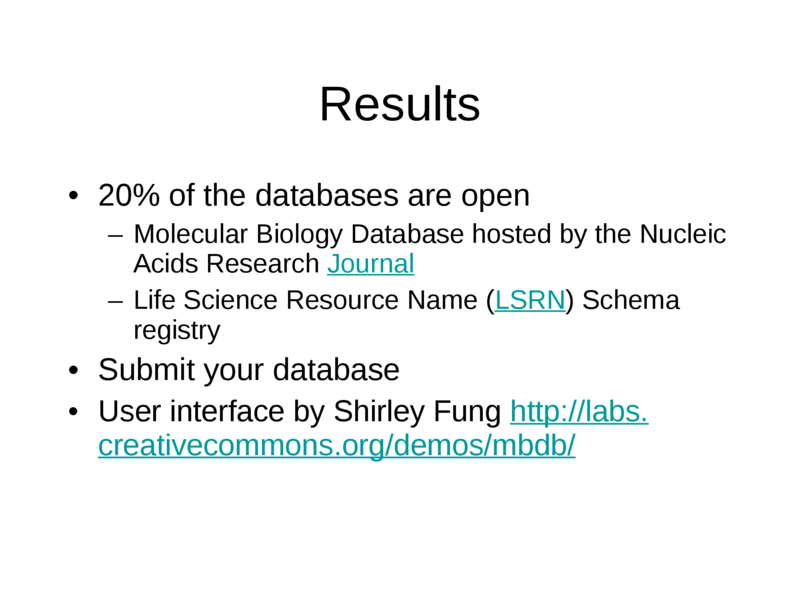 Results
• 20% of the databases are open
– Molecular Biology Database hosted by the Nucleic
Acids Research Journal
– Life Science Resource Name (LSRN) Schema
registry
• Submit your database
• User interface by Shirley Fung http://labs.
creativecommons.org/demos/mbdb/